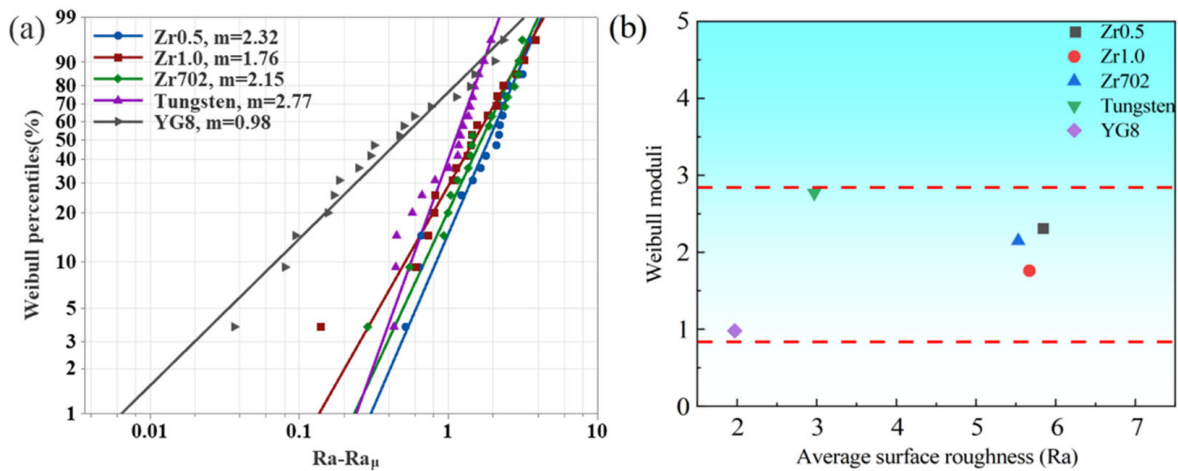 (a)
Weibull percentiles(%)
99
90
80
70
60
50
40
30
20
10
5
3
2
1
Zr0.5, m=2.32
Zr1.0, m=1.76
Zr702, m=2.15
Tungsten, m=2.77
YG8, m=0.98
0.01
0.1
1
10
Ra-Raμ
(b)
Weibull moduli
5
4
3
2
1
0
Zr0.5
Zr1.0
Zr702
Tungsten
YG8
2
3
4
5
6
7
Average surface roughness (Ra)